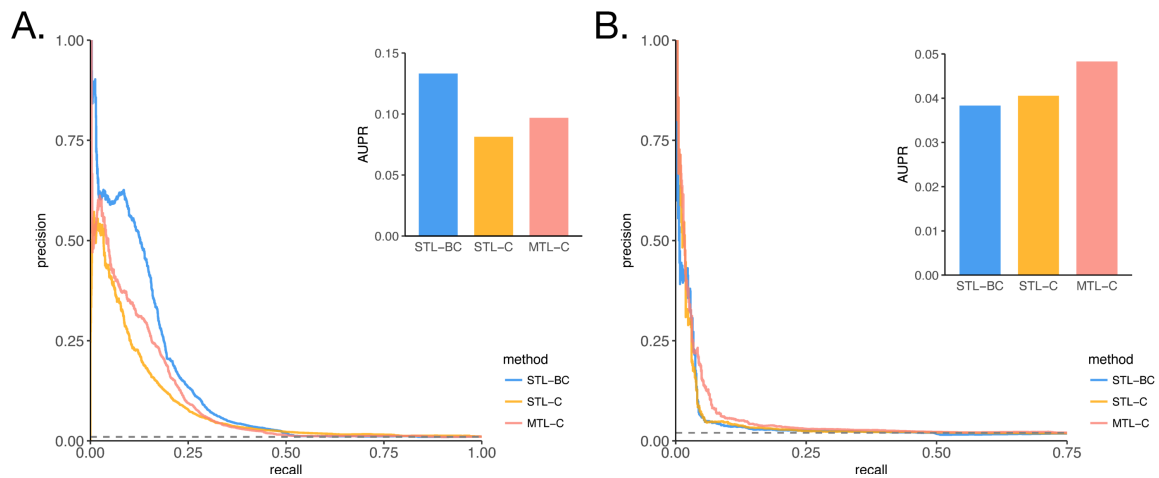 A.
1.00
0.75
0.50
0.25
0.00
precision
0.00 0.25 0.50 0.75 1.00
recall
0.15
0.10
0.05
0.00
AUPR
STL−BC STL−C MTL−C
method
STL−BC
STL−C
MTL−C
B.
1.00
0.75
0.50
0.25
0.00
precision
0.00 0.25 0.50 0.75
recall
0.05
0.04
0.03
0.02
0.01
0.00
AUPR
STL−BC STL−C MTL−C
method
STL−BC
STL−C
MTL−C